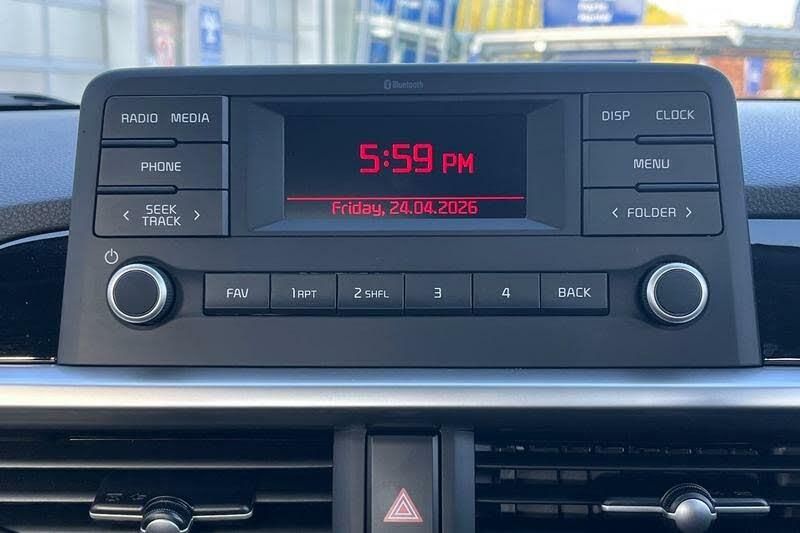 Bluetooth
RADIO MEDIA
PHONE
SEEK
TRACK
5:59 PM
Friday, 24.04.2026
DISP CLOCK
MENU
FOLDER
FAV
1 RPT
2 SHFL
3
4
BACK